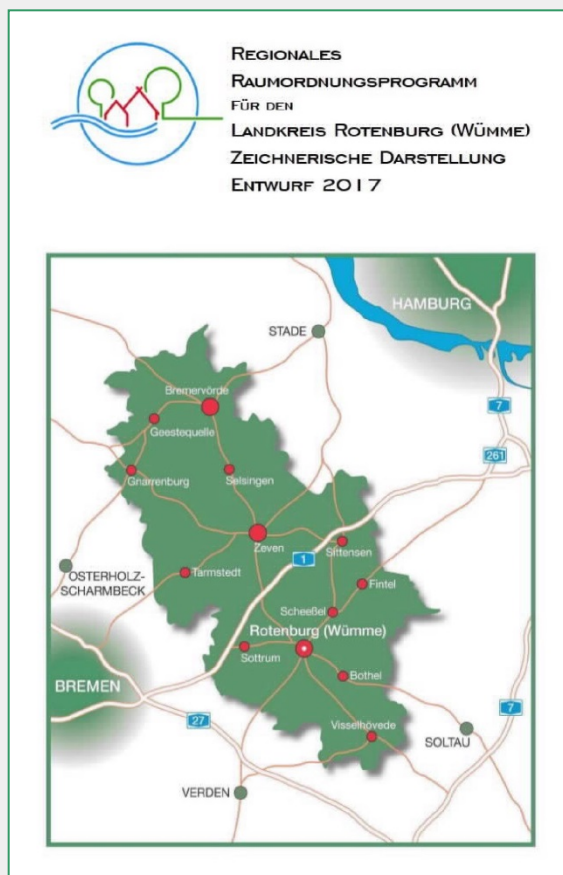 REGIONALES
RAUMORDNUNGSPROGRAMM
FÜR DEN
LANDKREIS ROTENBURG (WÜMME)
ZEICHNERISCHE DARSTELLUNG
ENTWURF 2017
HAMBURG
STADE
Bremervörde
7
Geestequelle
261
Gnarrenburg
Selsingen
Zeven
Sittensen
1
OSTERHOLZ-
SCHARMBECK
Tarmstedt
Fintel
Scheeßel
Rotenburg (Wümme)
Sottrum
Bothel
BREMEN
7
27
Visselhövede
SOLTAU
VERDEN